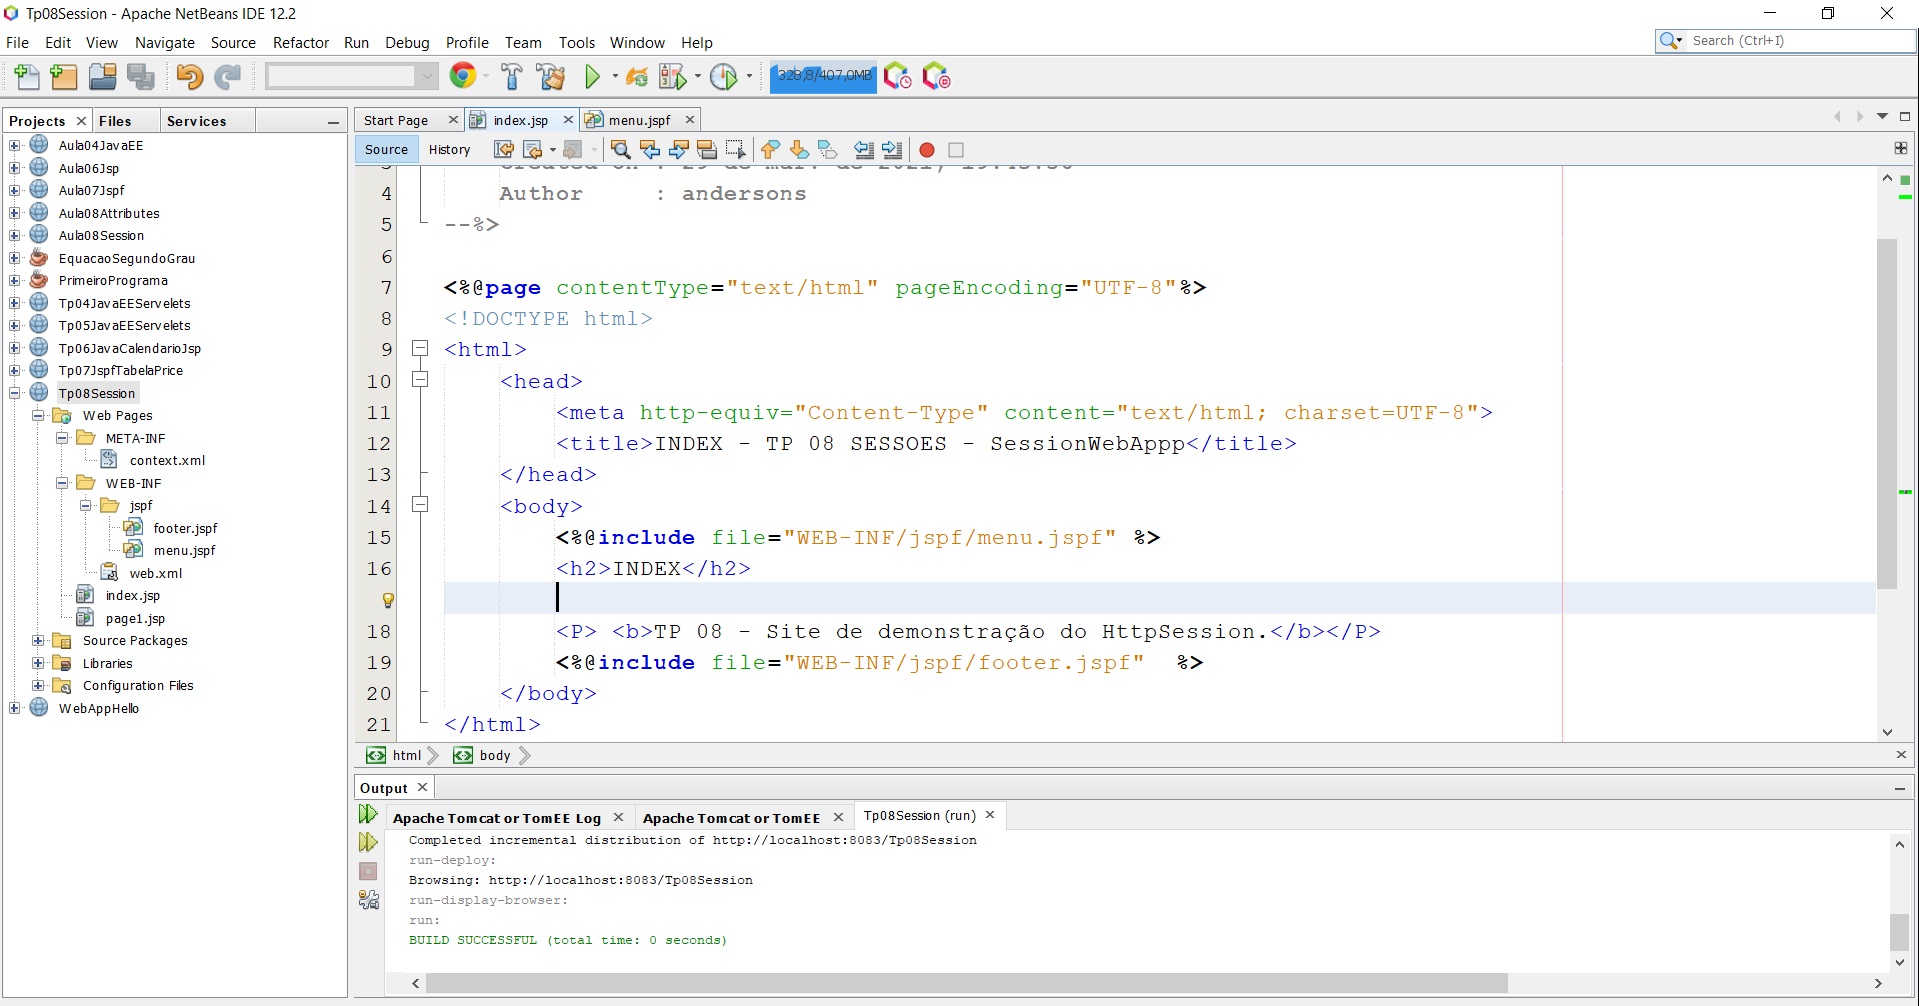 Tp08Session - Apache NetBeans IDE 12.2
File Edit View Navigate Source Refactor Run Debug Profile Team Tools Window Help
Search (Ctrl+I)
328,8/407,0MB
Projects Files Services
Aula04JavaEE
Aula06Jsp
Aula07Jspf
Aula08Attributes
Aula08Session
EquacaoSegundoGrau
PrimeiroPrograma
Tp04JavaEEServelets
Tp05JavaEEServelets
Tp06JavaCalendarioJsp
Tp07JspfTabelaPrice
Tp08Session
Web Pages
META-INF
context.xml
WEB-INF
jspf
footer.jspf
menu.jspf
web.xml
index.jsp
page1.jsp
Source Packages
Libraries
Configuration Files
WebAppHello
Start Page index.jsp menu.jspf
Source History
4 Author : andersons
5 --%>
6
7 <%@page contentType="text/html" pageEncoding="UTF-8"%>
8 <!DOCTYPE html>
9 <html>
10 <head>
11 <meta http-equiv="Content-Type" content="text/html; charset=UTF-8">
12 <title>INDEX - TP 08 SESSOES - SessionWebAppp</title>
13 </head>
14 <body>
15 <%@include file="WEB-INF/jspf/menu.jspf" %>
16 <h2>INDEX</h2>
18 <P> <b>TP 08 - Site de demonstração do HttpSession.</b></P>
19 <%@include file="WEB-INF/jspf/footer.jspf" %>
20 </body>
21 </html>
html body
Output
Apache Tomcat or TomEE Log Apache Tomcat or TomEE Tp08Session (run)
Completed incremental distribution of http://localhost:8083/Tp08Session
run-deploy:
Browsing: http://localhost:8083/Tp08Session
run-display-browser:
run:
BUILD SUCCESSFUL (total time: 0 seconds)